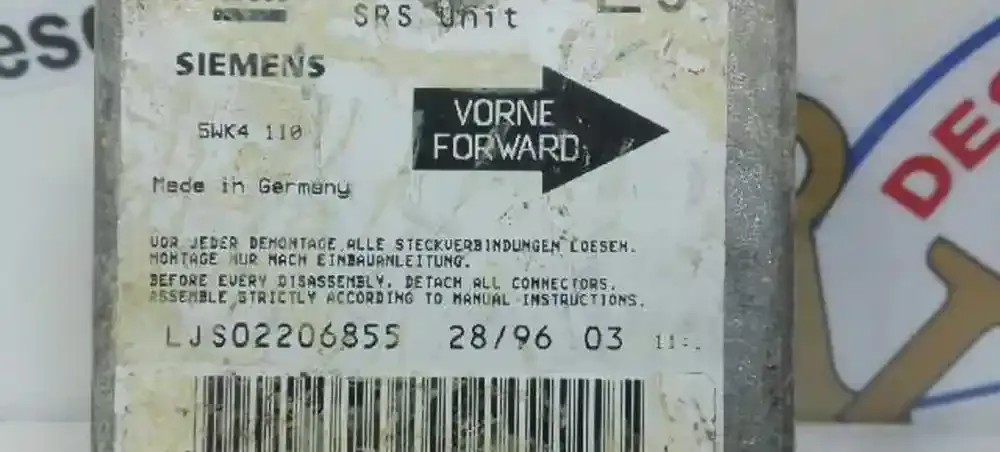 SRS Unit
SIEMENS
5WK4 110
VORNE
FORWARD
Made in Germany
VOR JEDER DEMONTAGE ALLE STECKVERBINDUNGEN LOESEN.
MONTAGE NUR NACH EINBAUANLEITUNG.
BEFORE EVERY DISASSEMBLY, DETACH ALL CONNECTORS.
ASSEMBLE STRICTLY ACCORDING TO MANUAL INSTRUCTIONS.
LJS02206855 28/96 03
DES